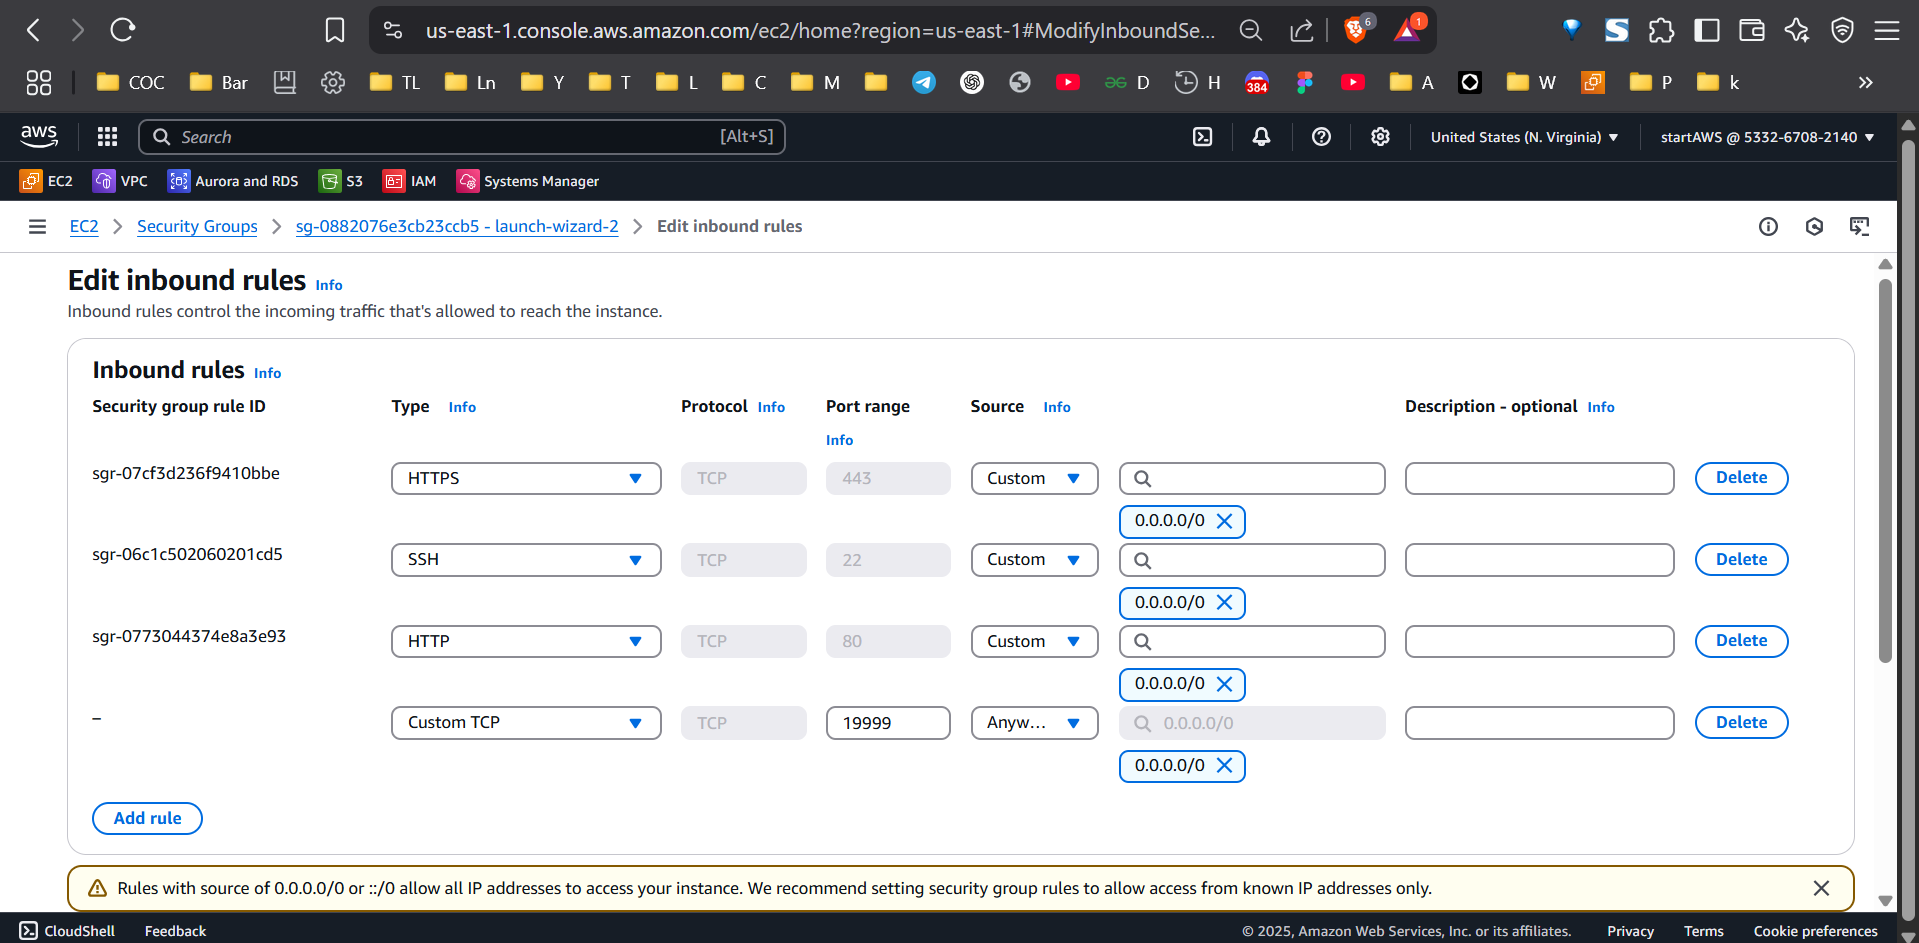 us-east-1.console.aws.amazon.com/ec2/home?region=us-east-1#ModifyInboundSe...
6
1
COC
Bar
TL
Ln
Y
T
L
C
M
D
H
384
A
W
P
k
aws
Search
[Alt+S]
United States (N. Virginia)
startAWS @ 5332-6708-2140
EC2
VPC
Aurora and RDS
S3
IAM
Systems Manager
EC2 > Security Groups > sg-0882076e3cb23ccb5 - launch-wizard-2 > Edit inbound rules
Edit inbound rules Info
Inbound rules control the incoming traffic that's allowed to reach the instance.
Inbound rules Info
Security group rule ID Type Info Protocol Info Port range Source Info Description - optional Info
Info
sgr-07cf3d236f9410bbe HTTPS TCP 443 Custom Delete
0.0.0.0/0
sgr-06c1c502060201cd5 SSH TCP 22 Custom Delete
0.0.0.0/0
sgr-0773044374e8a3e93 HTTP TCP 80 Custom Delete
0.0.0.0/0
– Custom TCP TCP 19999 Anyw... 0.0.0.0/0 Delete
0.0.0.0/0
Add rule
Rules with source of 0.0.0.0/0 or ::/0 allow all IP addresses to access your instance. We recommend setting security group rules to allow access from known IP addresses only.
CloudShell Feedback © 2025, Amazon Web Services, Inc. or its affiliates. Privacy Terms Cookie preferences